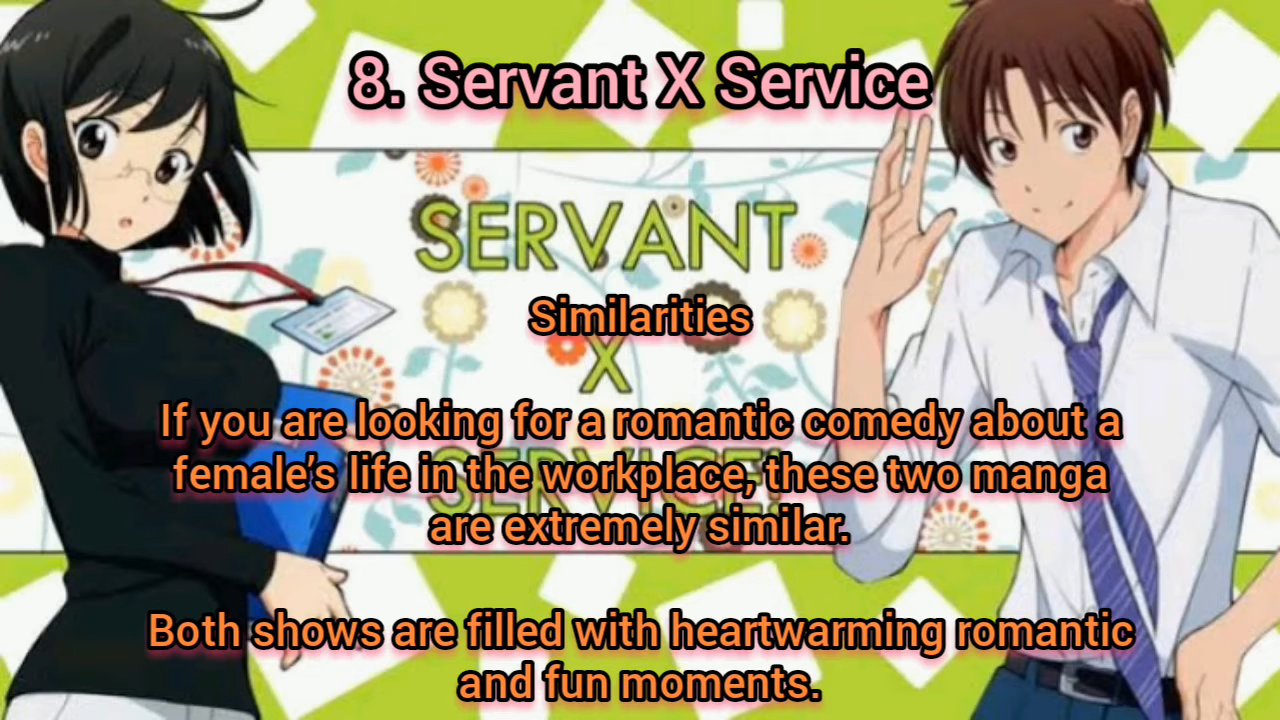 8. Servant X Service
SERVANT
Similarities
X
If you are looking for a romantic comedy about a
female’s life in the workplace, these two manga
SERVICE
are extremely similar.
Both shows are filled with heartwarming romantic
and fun moments.